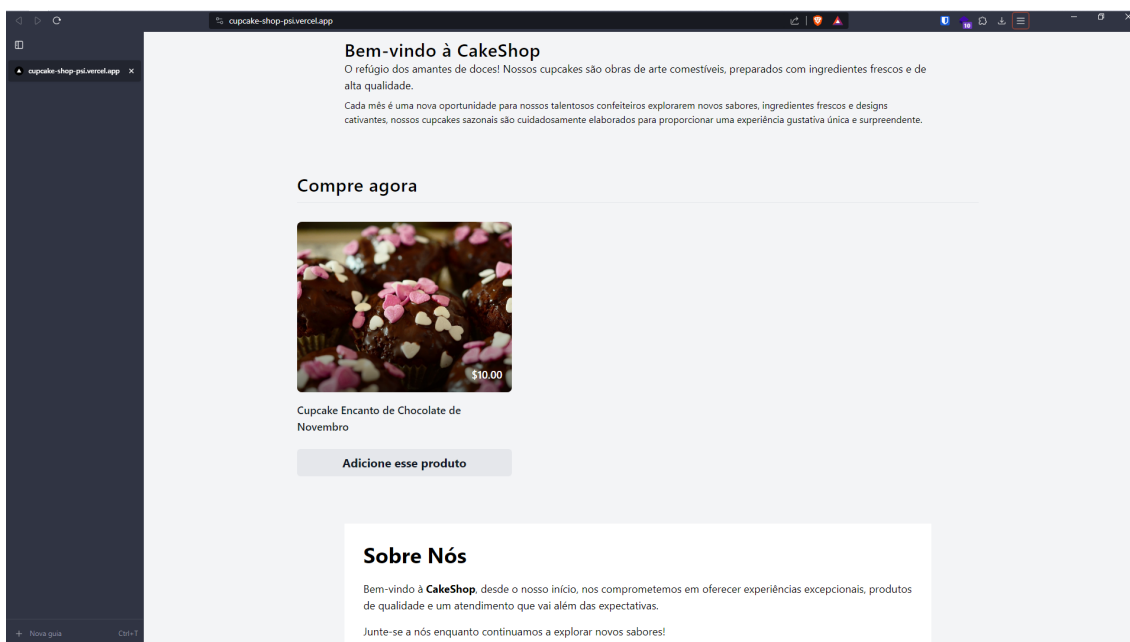 cupcake-shop-psi.vercel.app
10
cupcake-shop-psi.vercel.app
Bem-vindo à CakeShop
O refúgio dos amantes de doces! Nossos cupcakes são obras de arte comestíveis, preparados com ingredientes frescos e de
alta qualidade.
Cada mês é uma nova oportunidade para nossos talentosos confeiteiros explorarem novos sabores, ingredientes frescos e designs
cativantes, nossos cupcakes sazonais são cuidadosamente elaborados para proporcionar uma experiência gustativa única e surpreendente.
Compre agora
$10.00
Cupcake Encanto de Chocolate de
Novembro
Adicione esse produto
Sobre Nós
Bem-vindo à CakeShop, desde o nosso início, nos comprometemos em oferecer experiências excepcionais, produtos
de qualidade e um atendimento que vai além das expectativas.
Junte-se a nós enquanto continuamos a explorar novos sabores!
Nova guia Ctrl+T